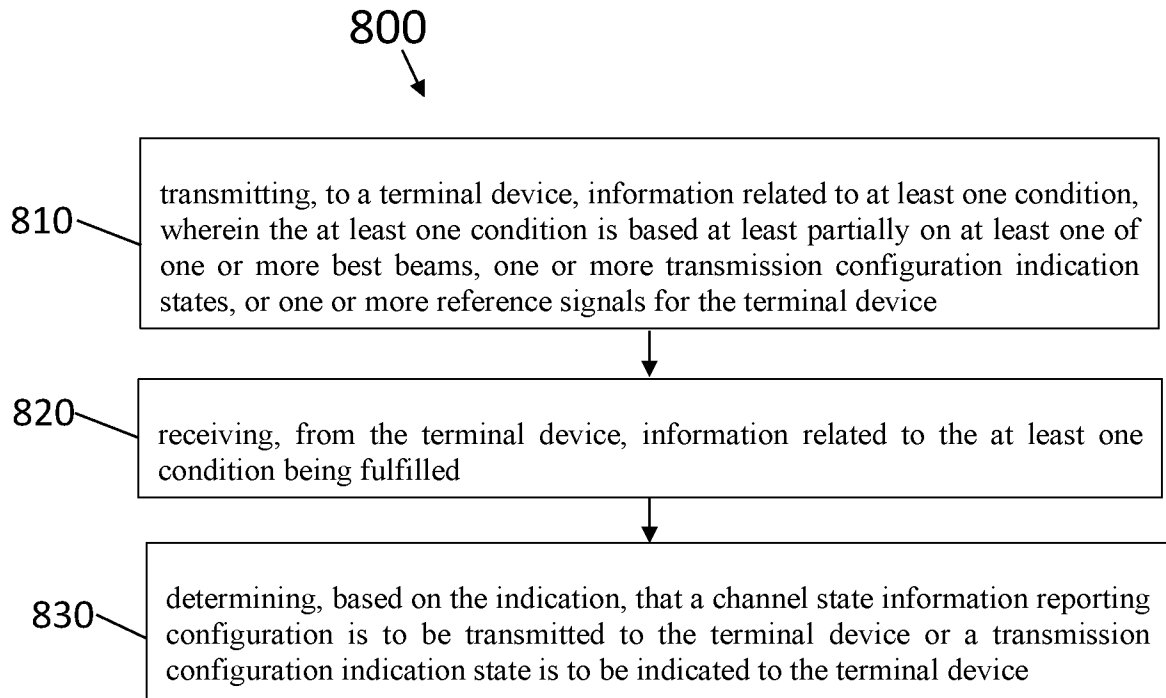 800
810
transmitting, to a terminal device, information related to at least one condition,
wherein the at least one condition is based at least partially on at least one of
one or more best beams, one or more transmission configuration indication
states, or one or more reference signals for the terminal device
820
receiving, from the terminal device, information related to the at least one
condition being fulfilled
830
determining, based on the indication, that a channel state information reporting
configuration is to be transmitted to the terminal device or a transmission
configuration indication state is to be indicated to the terminal device